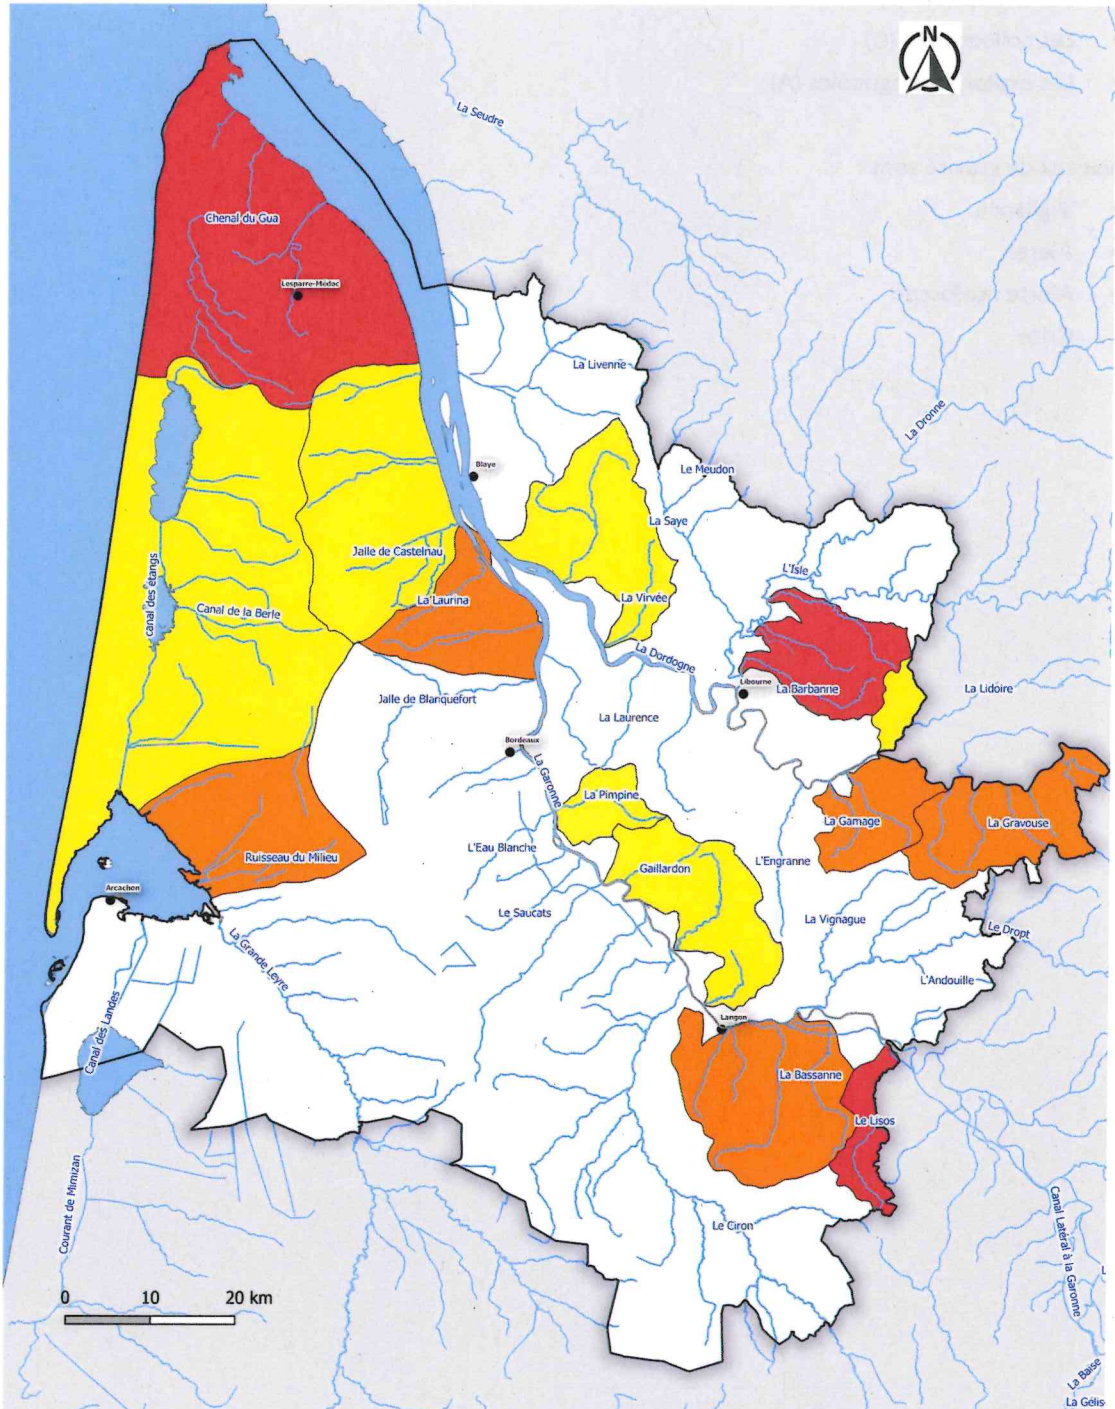 N
La Seudre
Chenal du Gua
Lesparre-Médoc
La Livenne
La Dronne
Blaye
Le Meudon
La Saye
Jalle de Castelnau
L'Isle
Canal des étangs
La Laurina
La Virvée
Canal de la Berle
La Dordogne
Libourne
La Barbanne
La Lidoire
Jalle de Blanquefort
La Laurence
Bordeaux
La Garonne
La Pimpine
La Gamage
La Gravouse
L'Eau Blanche
Ruisseau du Milieu
L'Engranne
Gaillardon
Arcachon
Le Saucats
La Vignague
Le Dropt
La Grande Leyre
L'Andouille
Canal des Landes
Langon
La Bassanne
Le Lisos
Courant de Mimizan
Le Ciron
Canal Latéral à la Garonne
L
0 10 20 km
La Baise
La Gélis